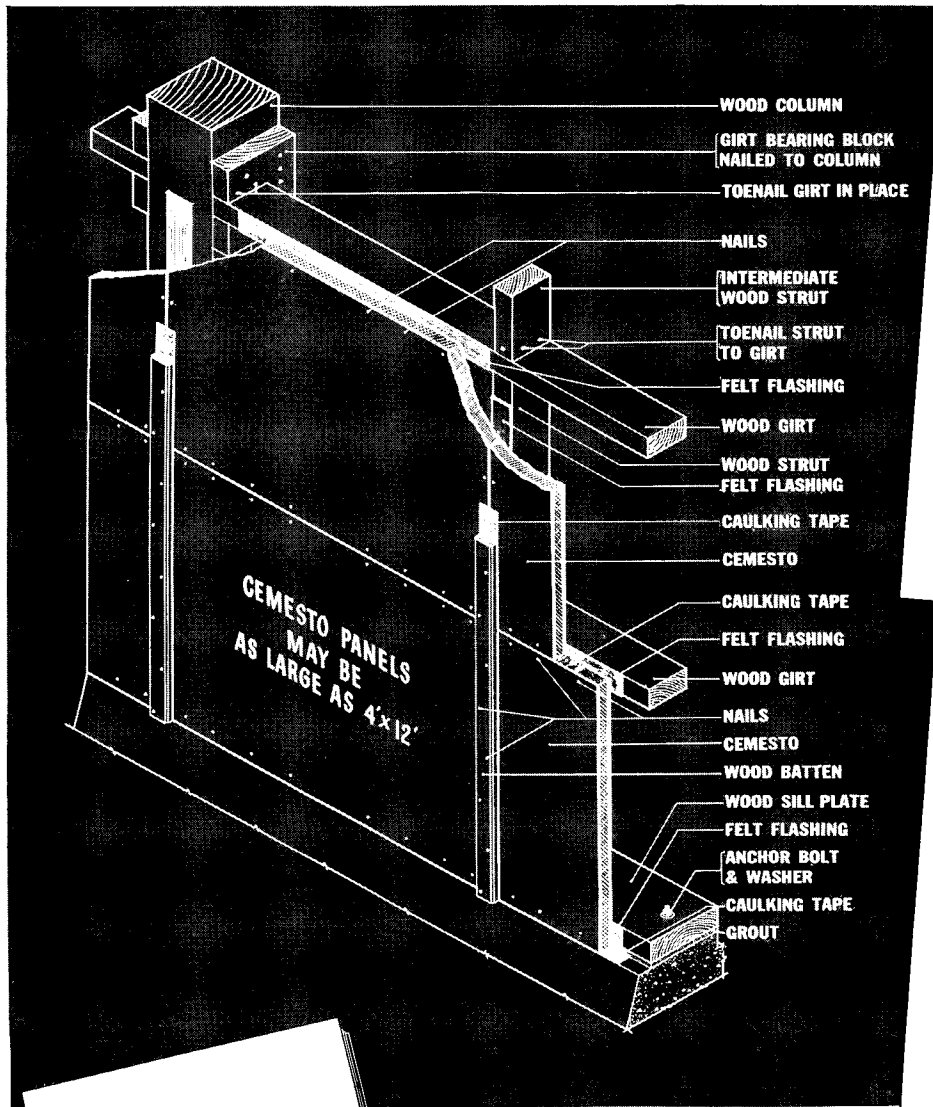 WOOD COLUMN
GIRT BEARING BLOCK
NAILED TO COLUMN
TOENAIL GIRT IN PLACE
NAILS
INTERMEDIATE
WOOD STRUT
TOENAIL STRUT
TO GIRT
FELT FLASHING
WOOD GIRT
WOOD STRUT
FELT FLASHING
CAULKING TAPE
CEMESTO
CAULKING TAPE
FELT FLASHING
WOOD GIRT
NAILS
CEMESTO
WOOD BATTEN
WOOD SILL PLATE
FELT FLASHING
ANCHOR BOLT
& WASHER
CAULKING TAPE
GROUT
CEMESTO PANELS
MAY BE
AS LARGE AS 4'x 12'